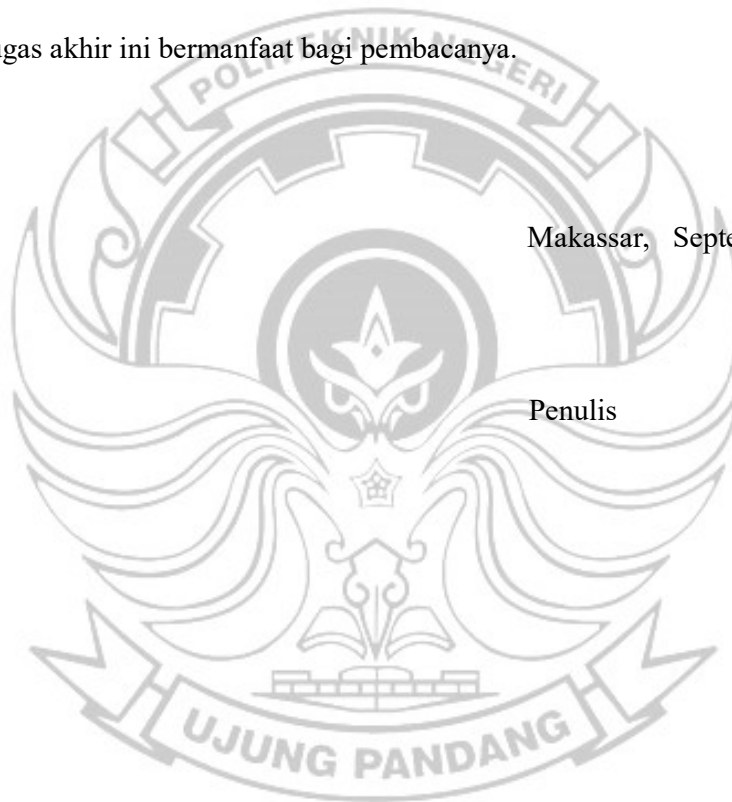 gas akhir ini bermanfaat bagi pembacanya.
POLITEKNIK NEGERI
Makassar, Septe
Penulis
UJUNG PANDANG